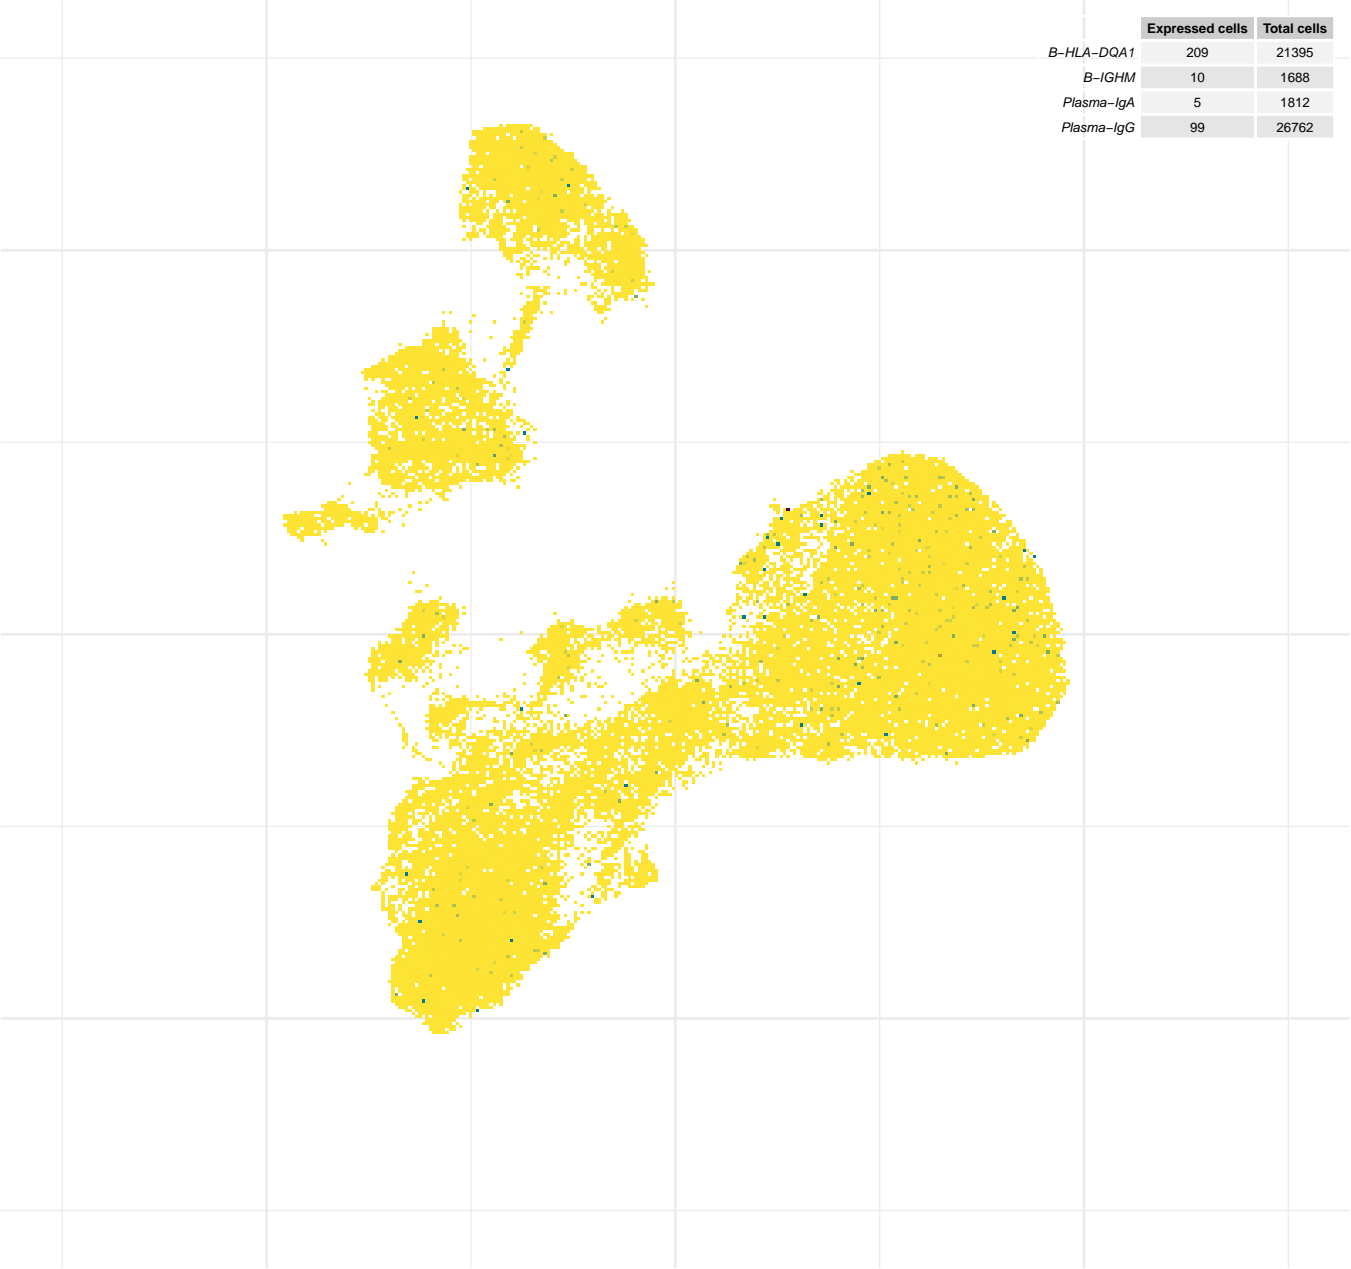 Expressed cells Total cells
B−HLA−DQA1 209 21395
B−IGHM 10 1688
Plasma−IgA 5 1812
Plasma−IgG 99 26762